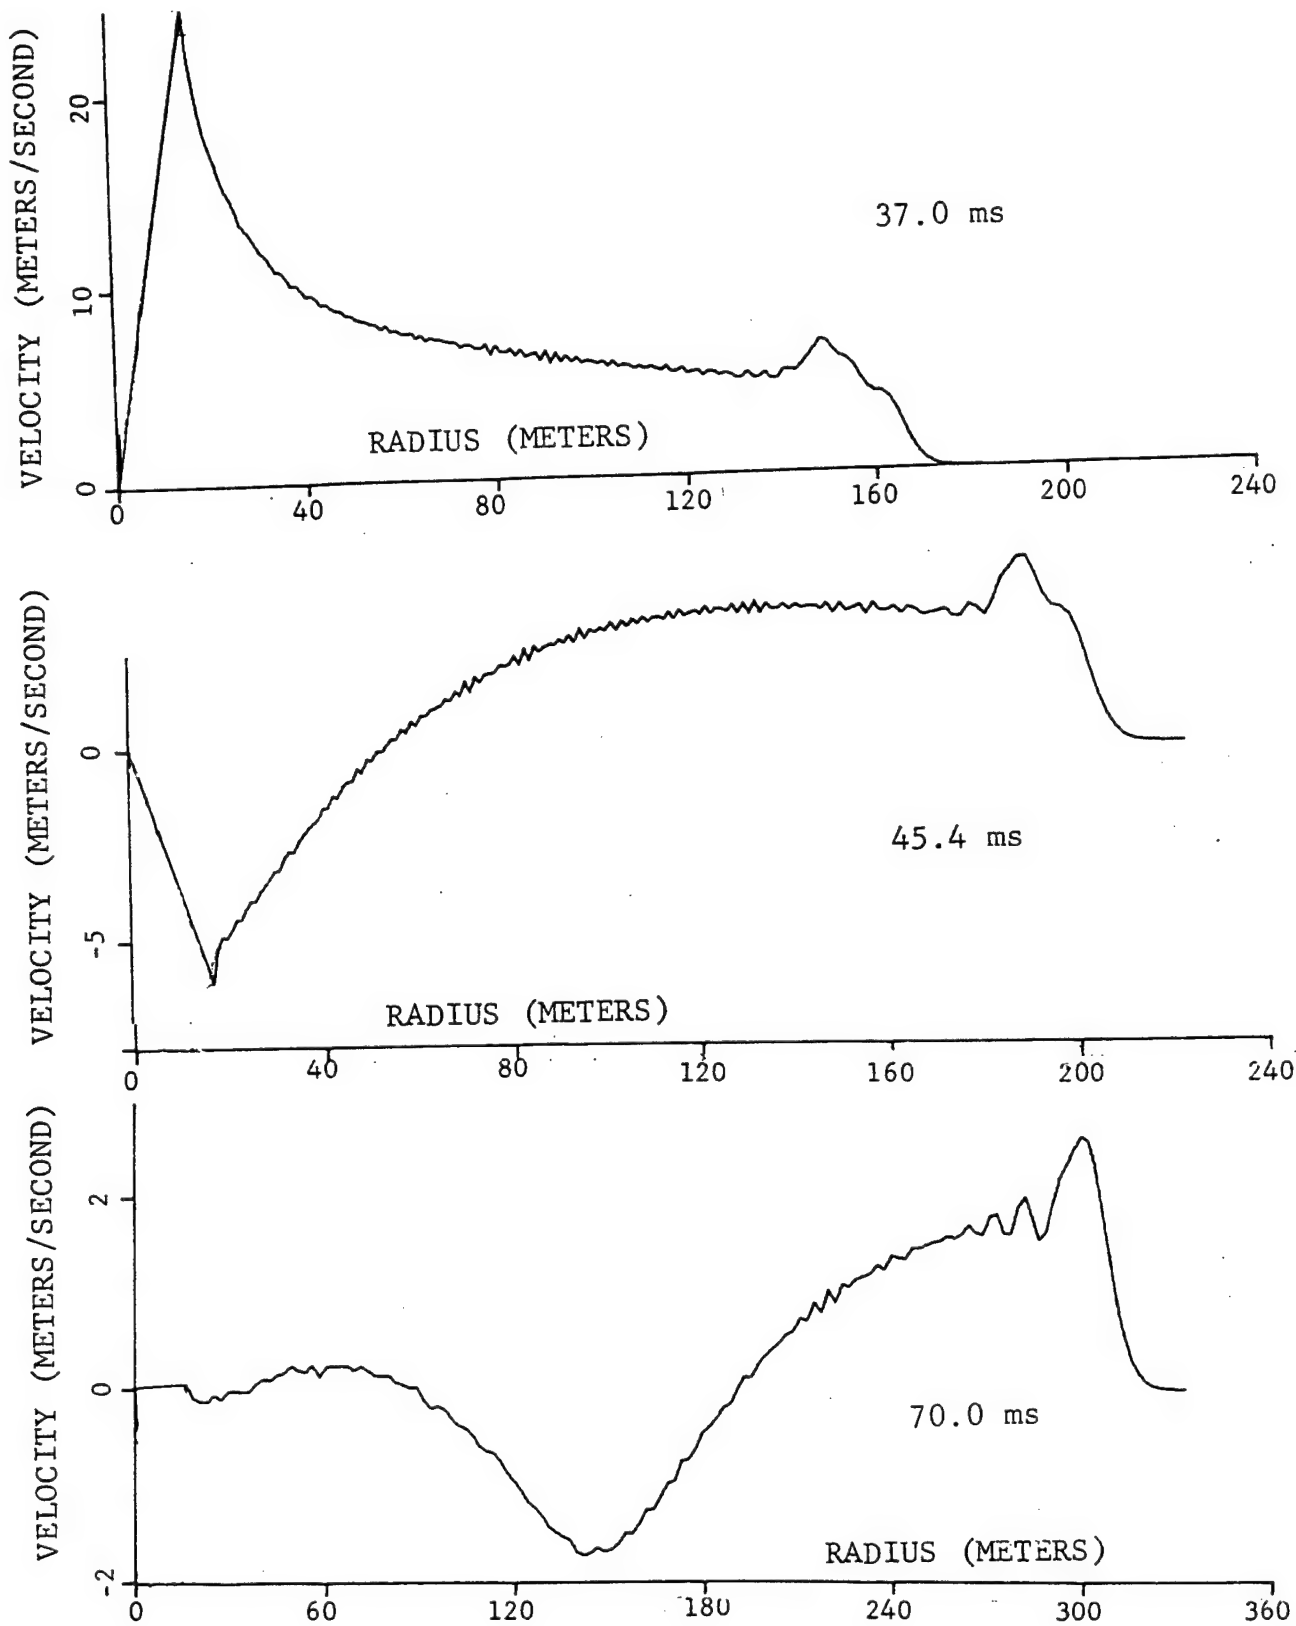 VELOCITY (METERS/SECOND)
20
10
0
37.0 ms
RADIUS (METERS)
0 40 80 120 160 200 240
VELOCITY (METERS/SECOND)
0
-5
45.4 ms
RADIUS (METERS)
0 40 80 120 160 200 240
VELOCITY (METERS/SECOND)
2
0
-2
70.0 ms
RADIUS (METERS)
0 60 120 180 240 300 360